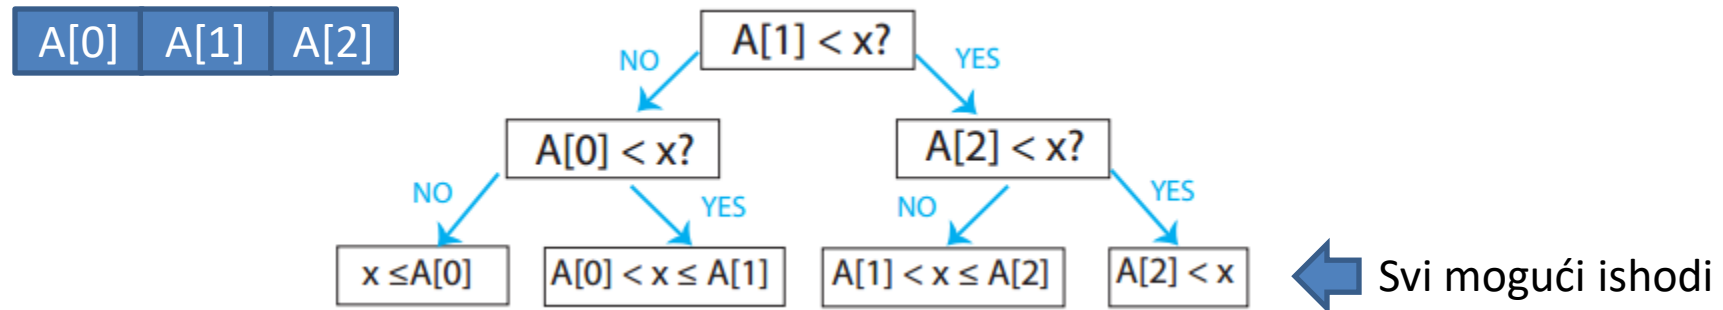 A[0] A[1] A[2]
A[1] < x?
NO YES
A[0] < x? A[2] < x?
NO YES NO YES
x ≤A[0] A[0] < x ≤ A[1] A[1] < x ≤ A[2] A[2] < x
Svi mogući ishodi